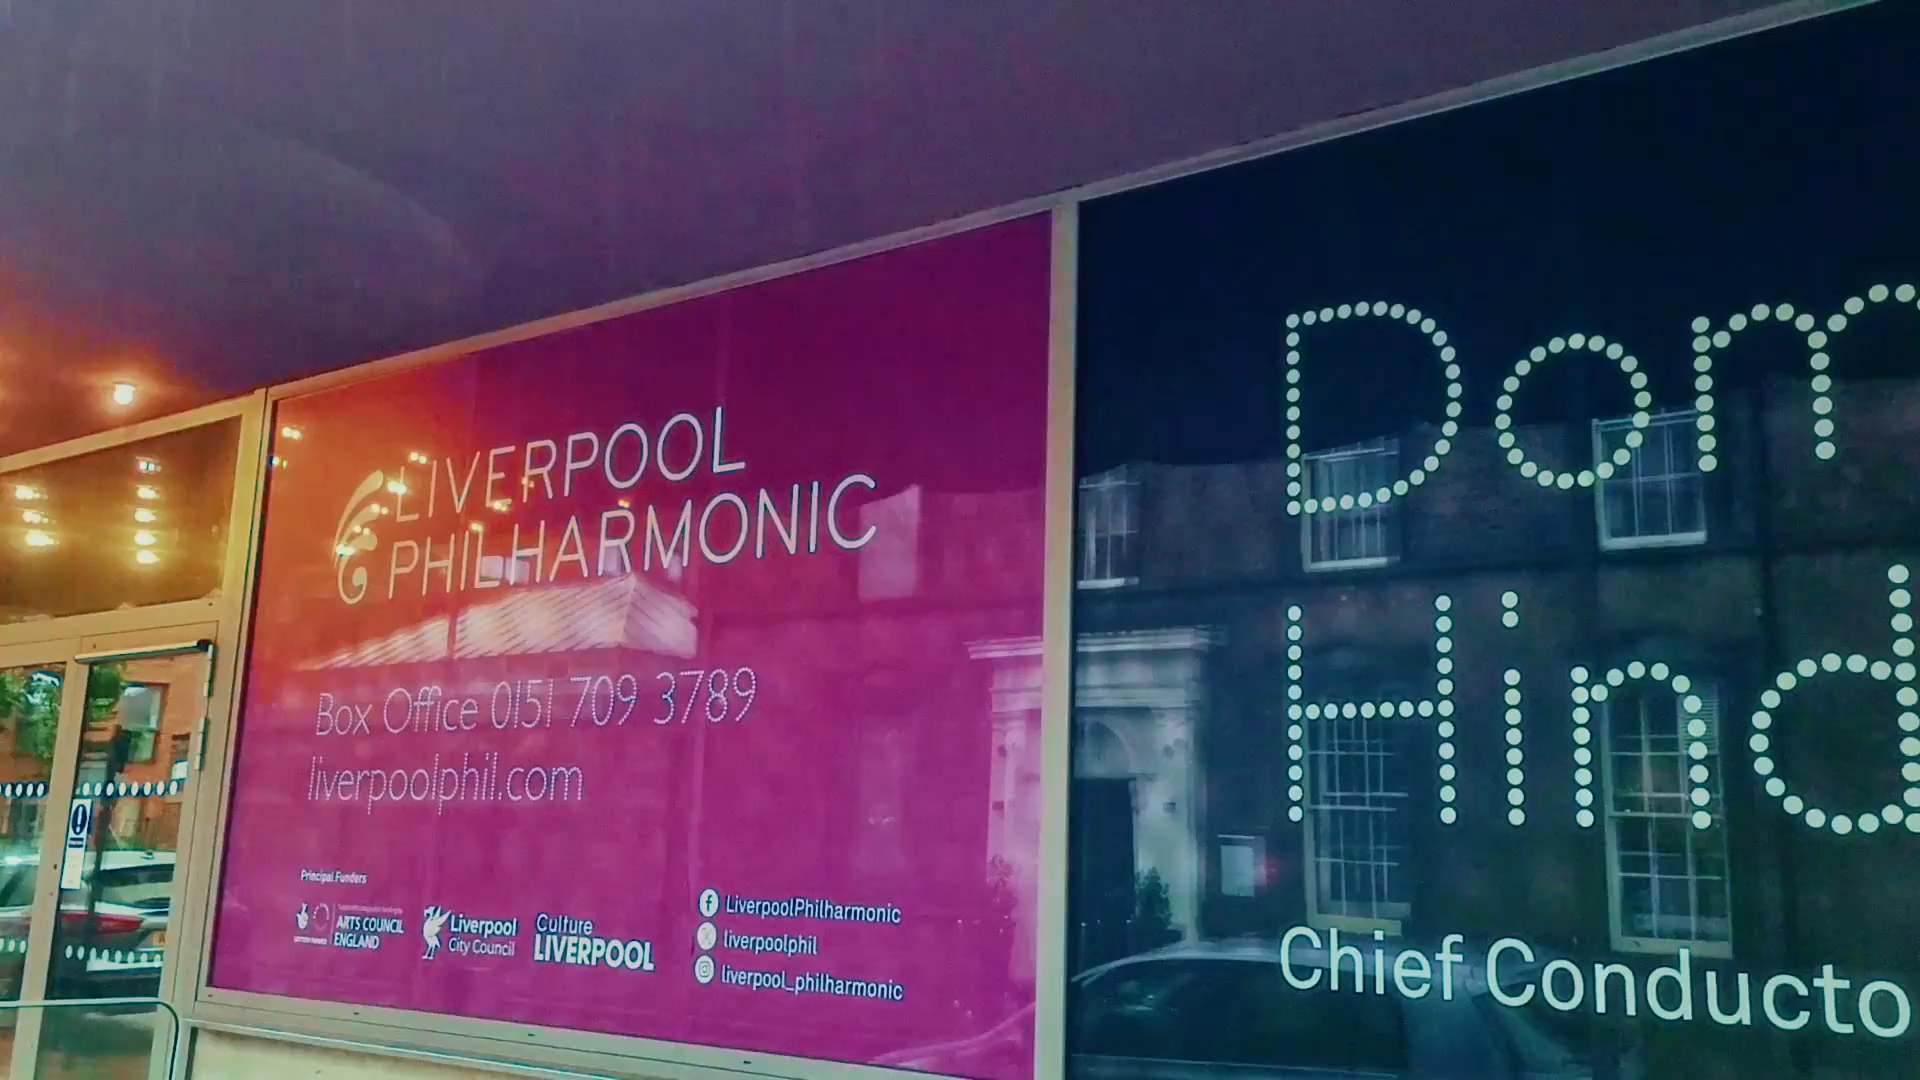 LIVERPOOL
PHILHARMONIC
Box Office 0151 709 3789
liverpoolphil.com
Principal Funders
ARTS COUNCIL
ENGLAND
Liverpool
City Council
Culture
LIVERPOOL
LiverpoolPhilharmonic
liverpoolphil
liverpool_philharmonic
Dom
Hind
Chief Conducto